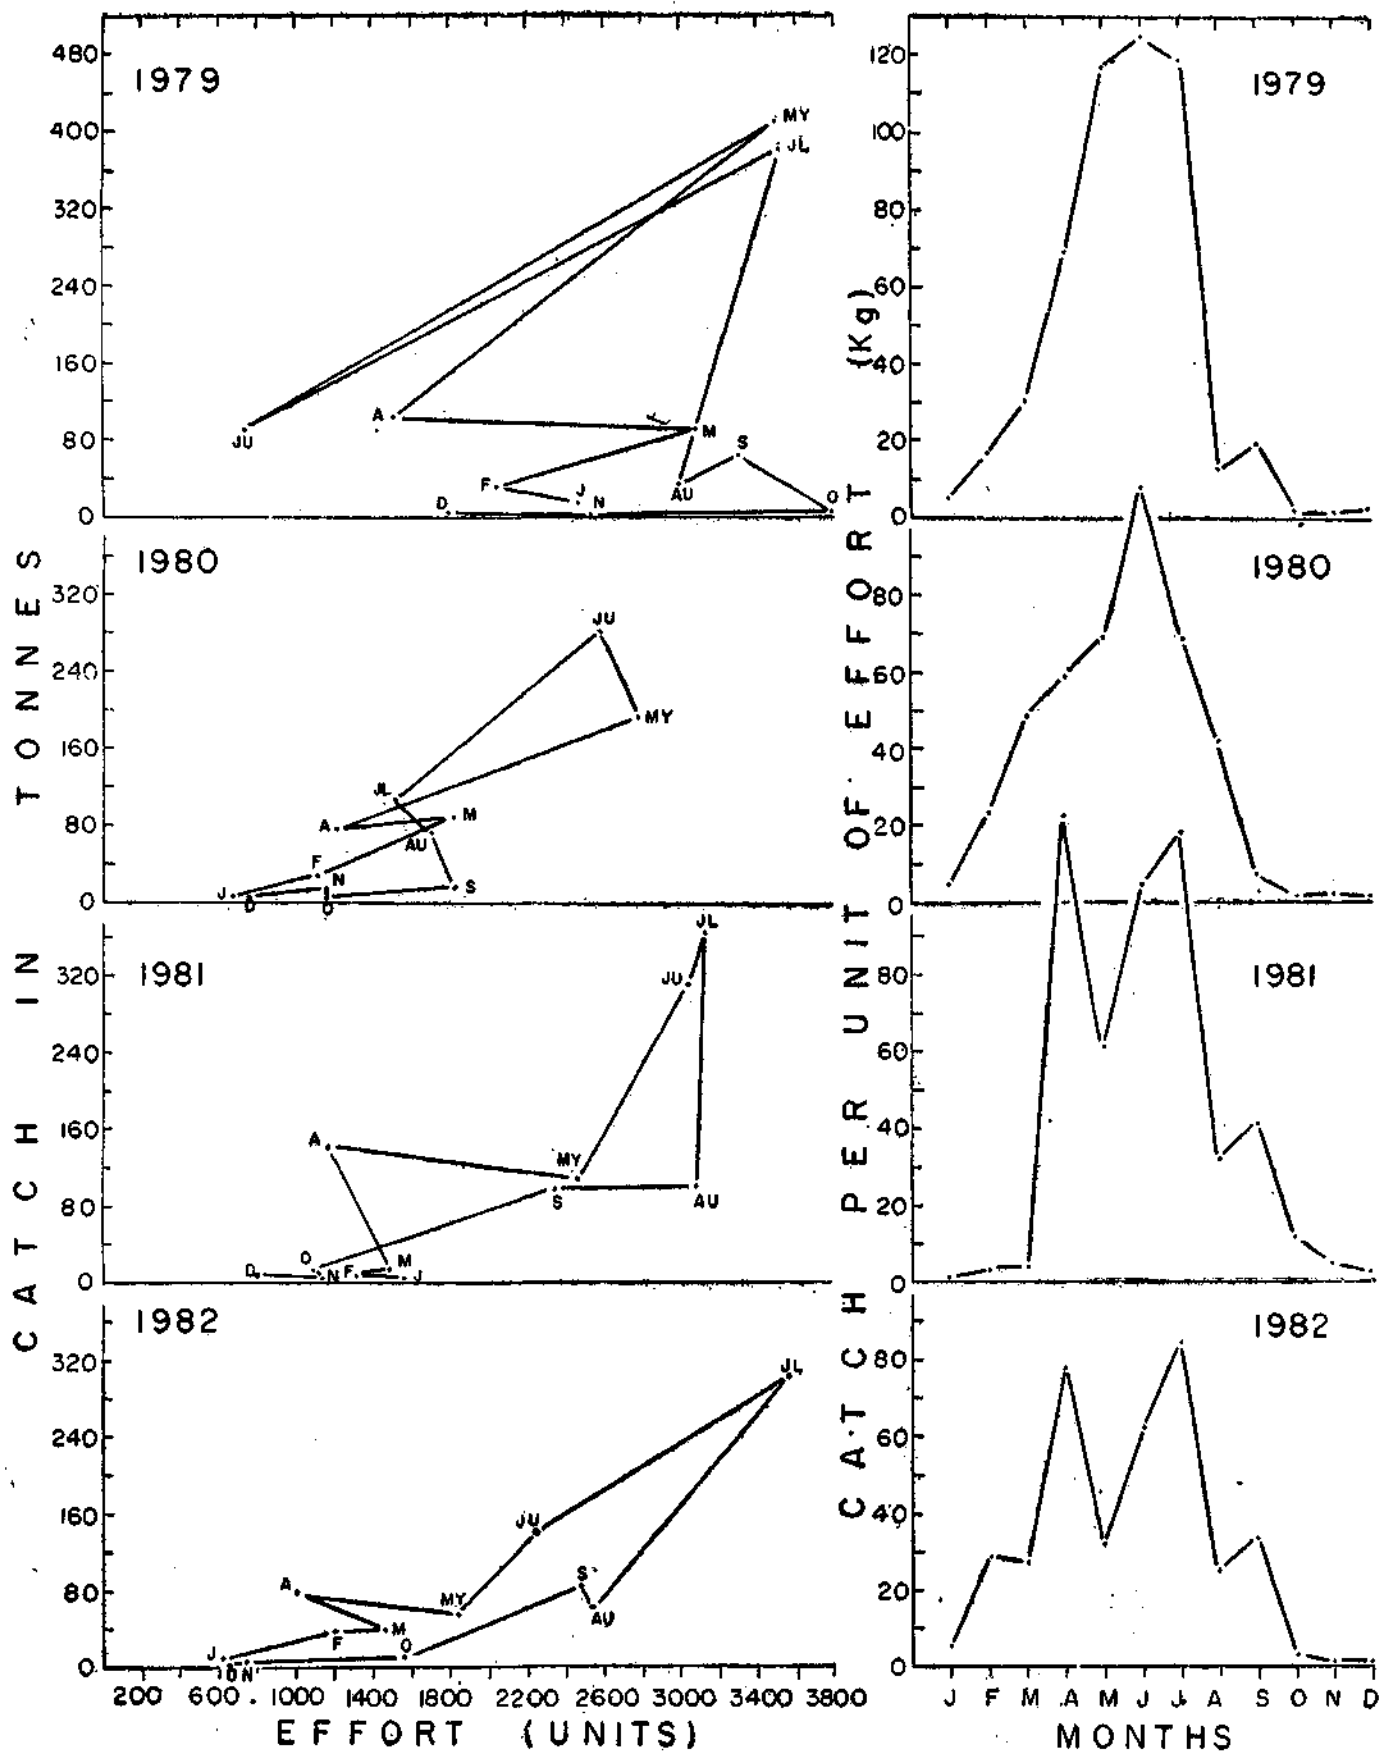 1979
480
400
320
240
160
80
0
MY
JL
JU
A
M
S
F
J
AU
D
N
O
1980
320
240
160
80
0
JU
MY
JL
A
M
AU
F
N
J
D
O
S
1981
320
240
160
80
0
JL
JU
A
MY
S
AU
O
M
D
N
F
J
1982
320
240
160
80
0
JL
JU
A
S
MY
AU
M
F
O
J
D
N
CATCH IN TONNES
200 600 1000 1400 1800 2200 2600 3000 3400 3800
EFFORT (UNITS)
1979
120
100
80
60
40
20
0
1980
80
60
40
20
0
1981
80
60
40
20
0
1982
80
60
40
20
0
CATCH PER UNIT OF EFFORT (Kg)
J F M A M J J A S O N D
MONTHS